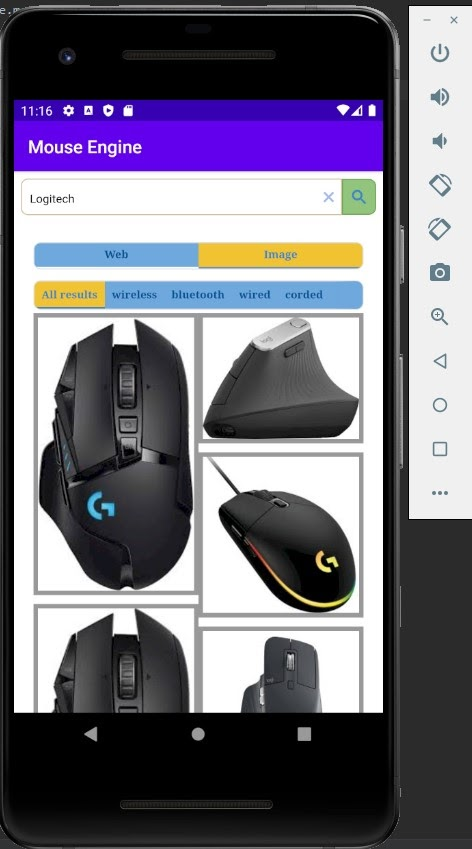 e.m
11:16
Mouse Engine
Logitech
Web Image
All results wireless bluetooth wired corded